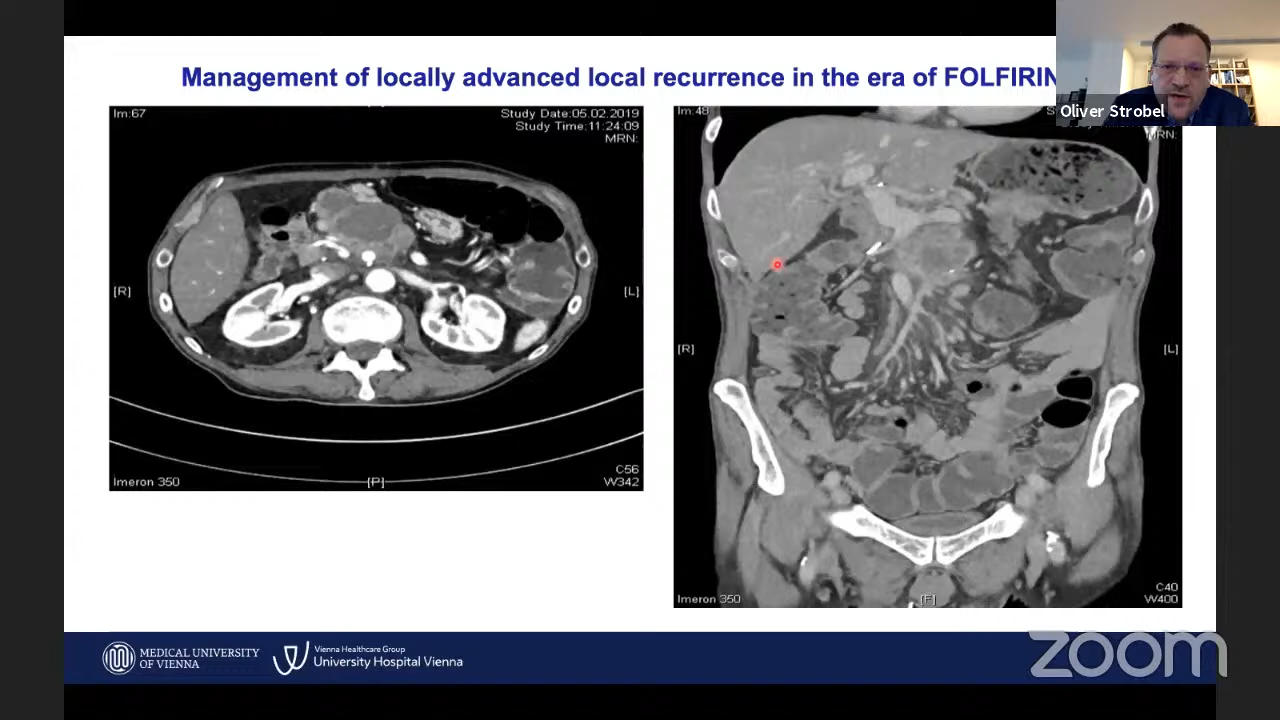 Management of locally advanced local recurrence in the era of FOLFIRIN
Oliver Strobel
Im:67
Study Date:05.02.2019
Study Time:11:24:09
MRN:
[R]
[L]
Imeron 350
[P]
C56
W342
Im:48
MRN:
[R]
[L]
Imeron 350
[F]
C40
W400
MEDICAL UNIVERSITY
OF VIENNA
Vienna Healthcare Group
University Hospital Vienna
zoom